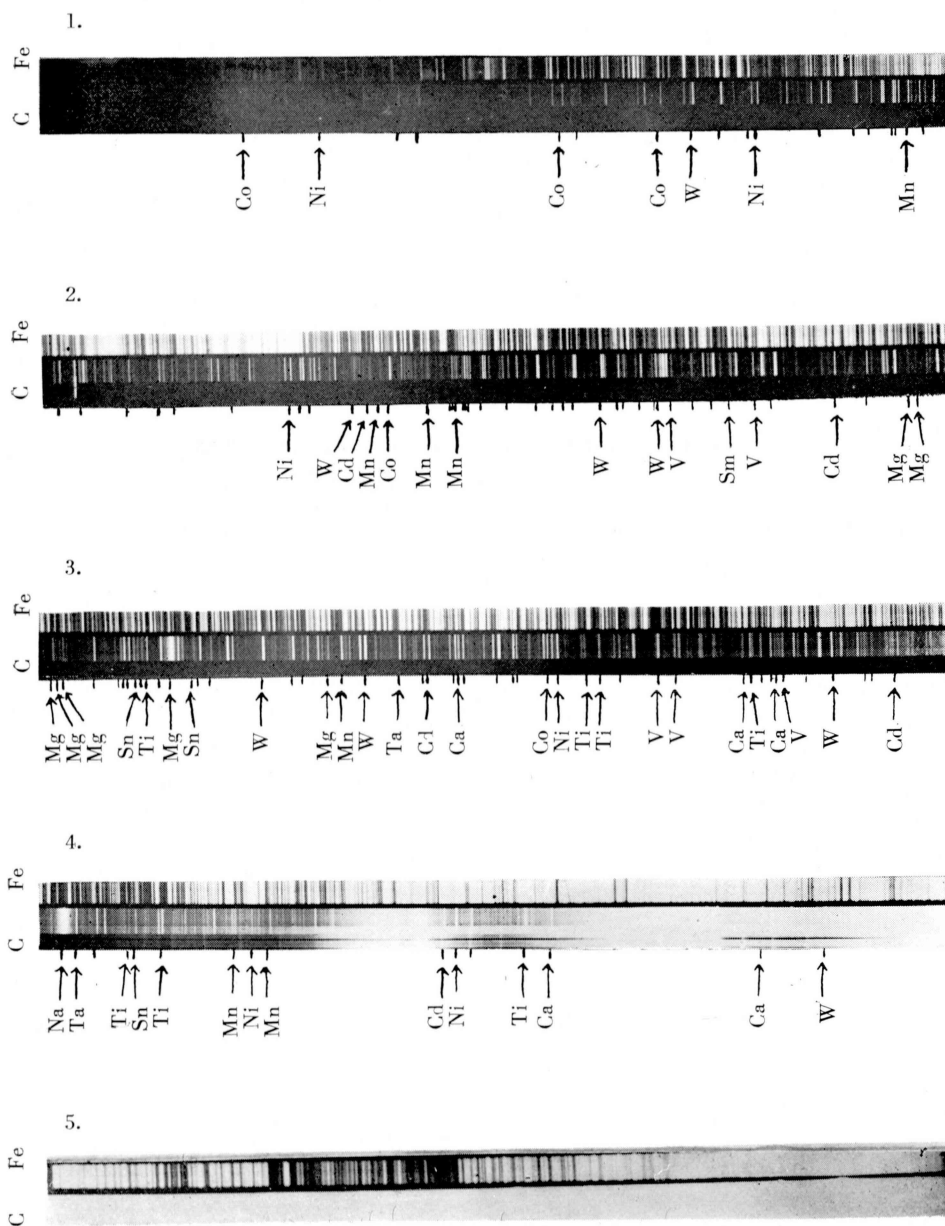 1.
Fe
C
Co Ni Co Co W Ni Mn
2.
Fe
C
Ni W Cd Mn Co Mn Mn W W V Sm V Cd Mg Mg
3.
Fe
C
Mg Mg Mg Sn Ti Mg Sn W Mg Mn W Ta Cd Ca Co Ni Ti Ti V V Ca Ti Ca V W Cd
4.
Fe
C
Na Ta Ti Sn Ti Mn Ni Mn Cd Ni Ti Ca Ca W
5.
Fe
C